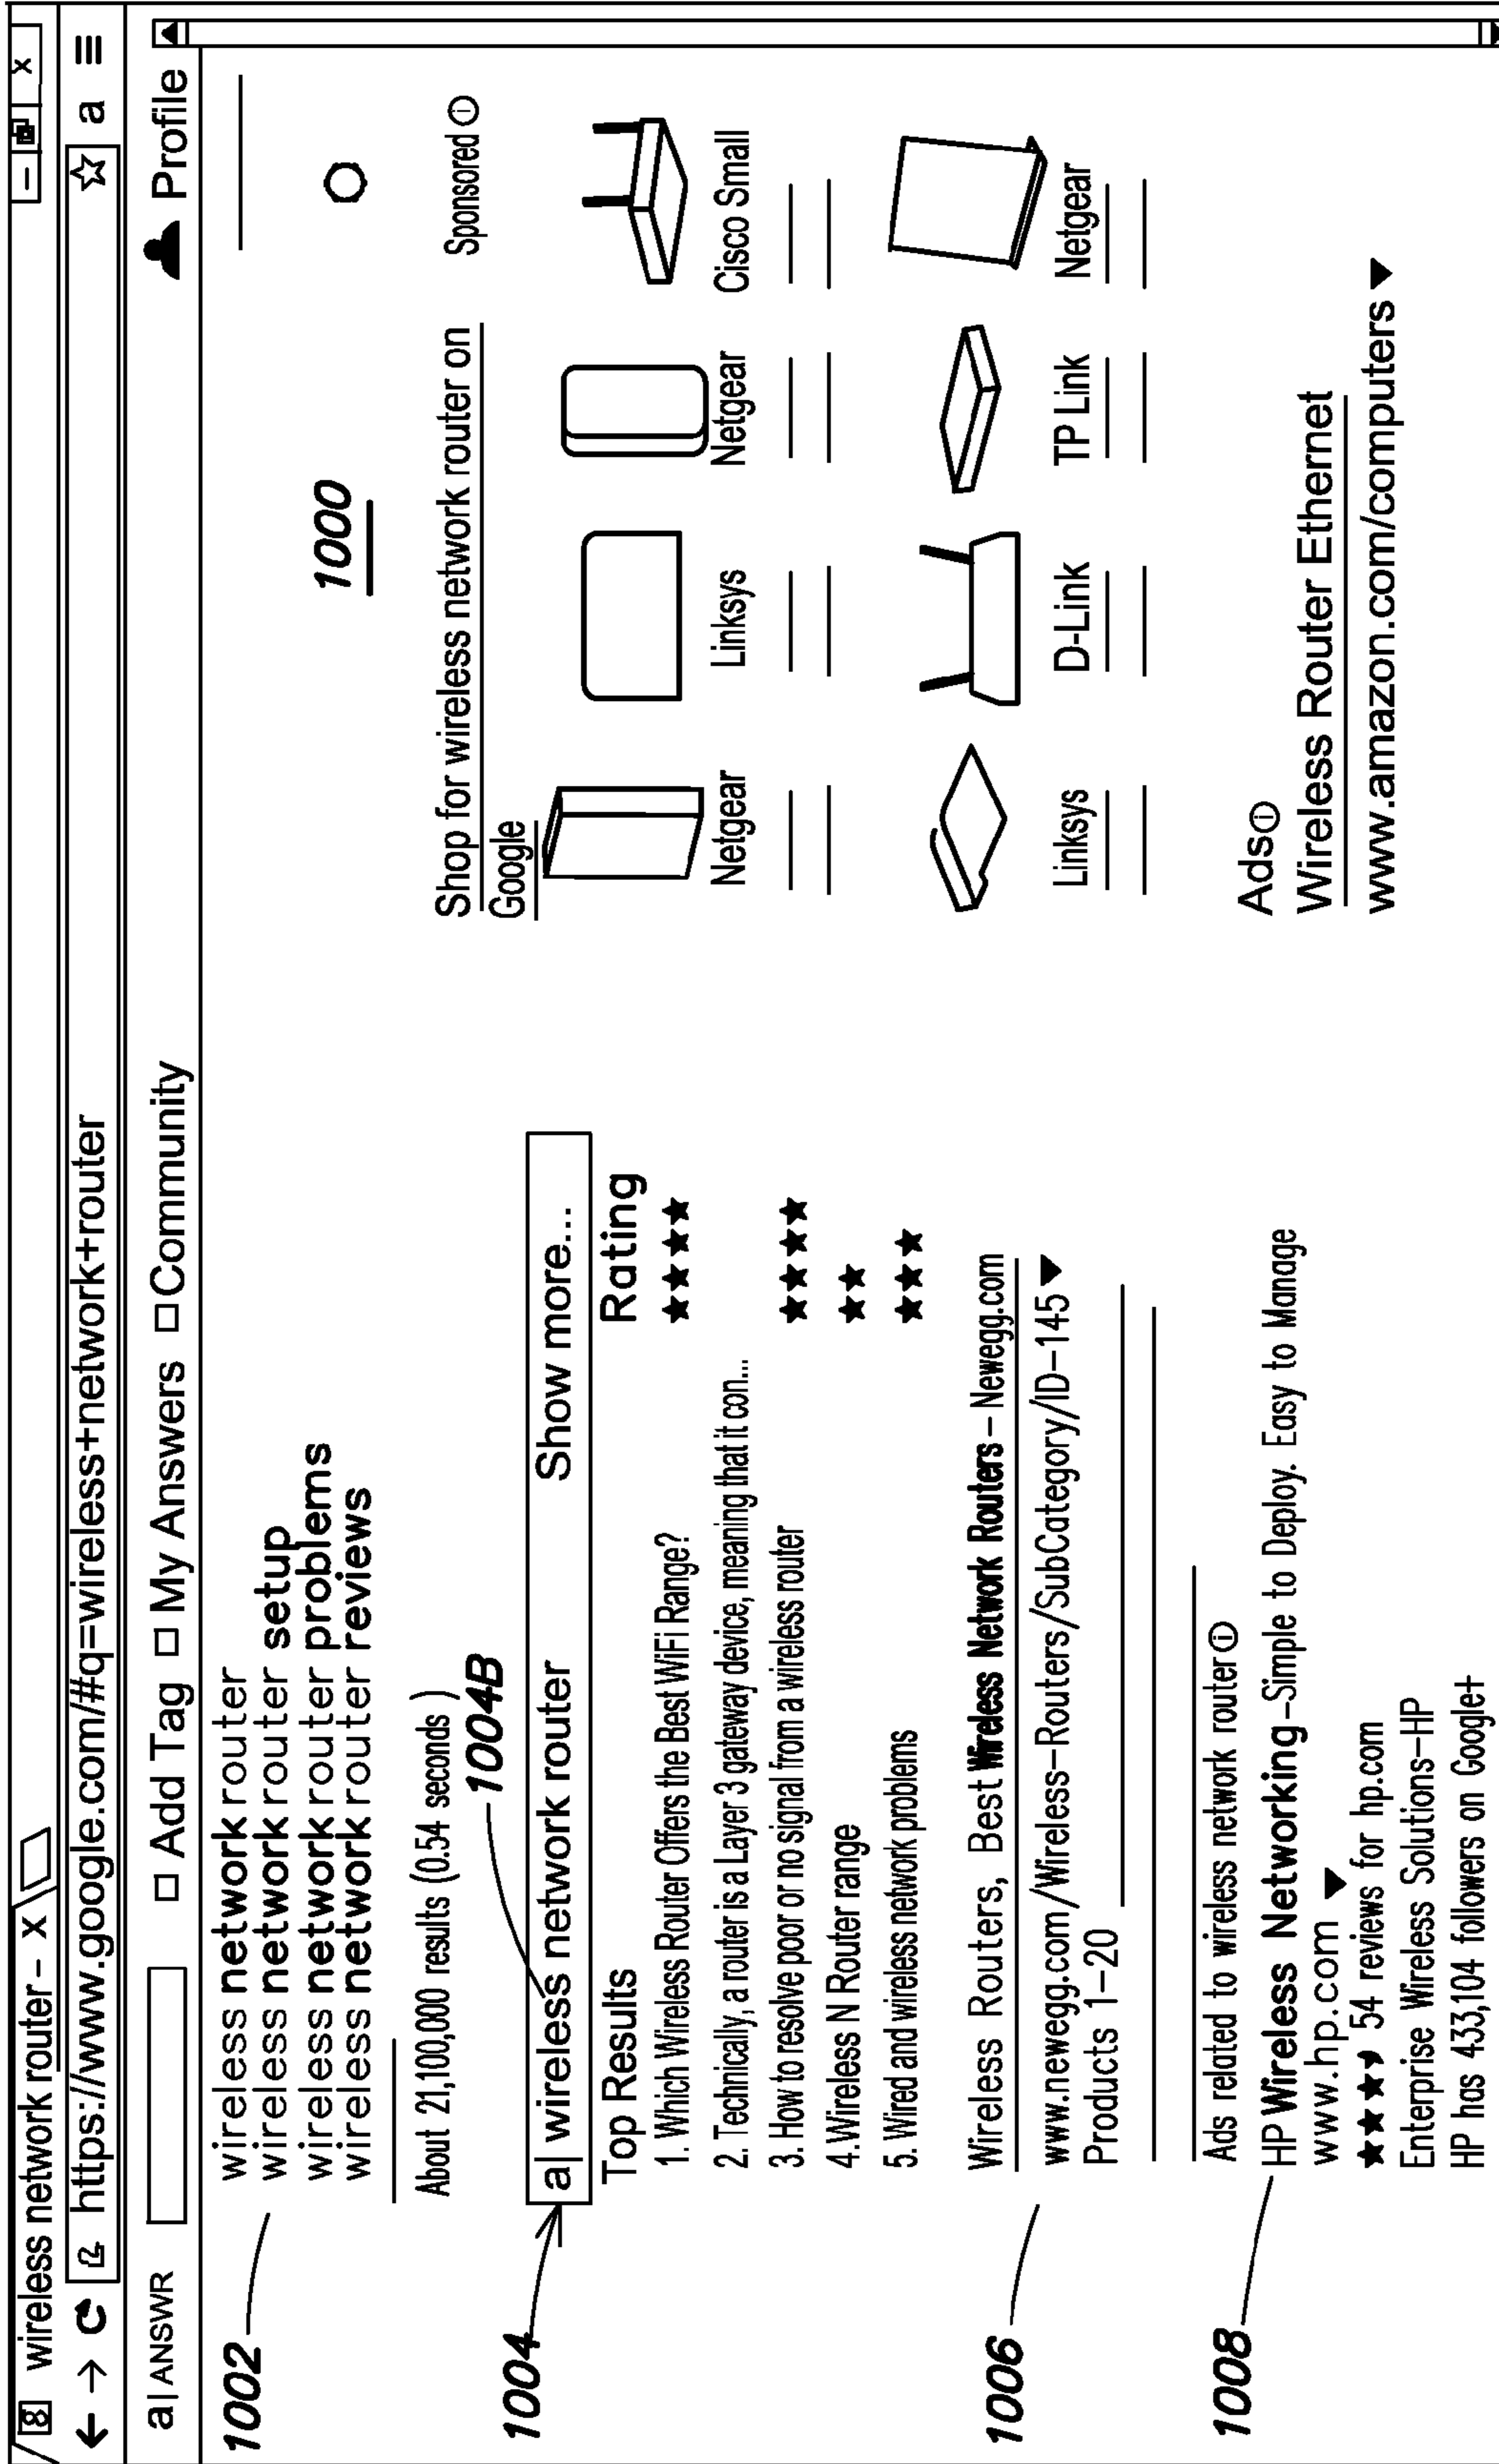 wireless network router – X
https://www.google.com/#q=wireless+network+router a
a| ANSWR Add Tag My Answers Community Profile
1002
wireless network router
wireless network router setup
wireless network router problems
wireless network router reviews
1000
About 21,100,000 results (0.54 seconds )
1004B
1004
a| wireless network router Show more...
Top Results Rating
1. Which Wireless Router Offers the Best WiFi Range? ★★★★
2. Technically, a router is a Layer 3 gateway device, meaning that it con...
3. How to resolve poor or no signal from a wireless router ★★★★
4. Wireless N Router range ★★
5. Wired and wireless network problems ★★★
1006
Wireless Routers, Best Wireless Network Routers – Newegg.com
www.newegg.com/Wireless–Routers/SubCategory/ID–145 ▼
Products 1–20
1008
Ads related to wireless network router ⓘ
HP Wireless Networking –Simple to Deploy. Easy to Manage
www.hp.com ▼
54 reviews for hp.com
Enterprise Wireless Solutions–HP
HP has 433,104 followers on Google+
Shop for wireless network router on Sponsored ⓘ
Google
Netgear Linksys Netgear Cisco Small
Linksys D-Link TP Link Netgear
Ads ⓘ
Wireless Router Ethernet
www.amazon.com/computers ▼